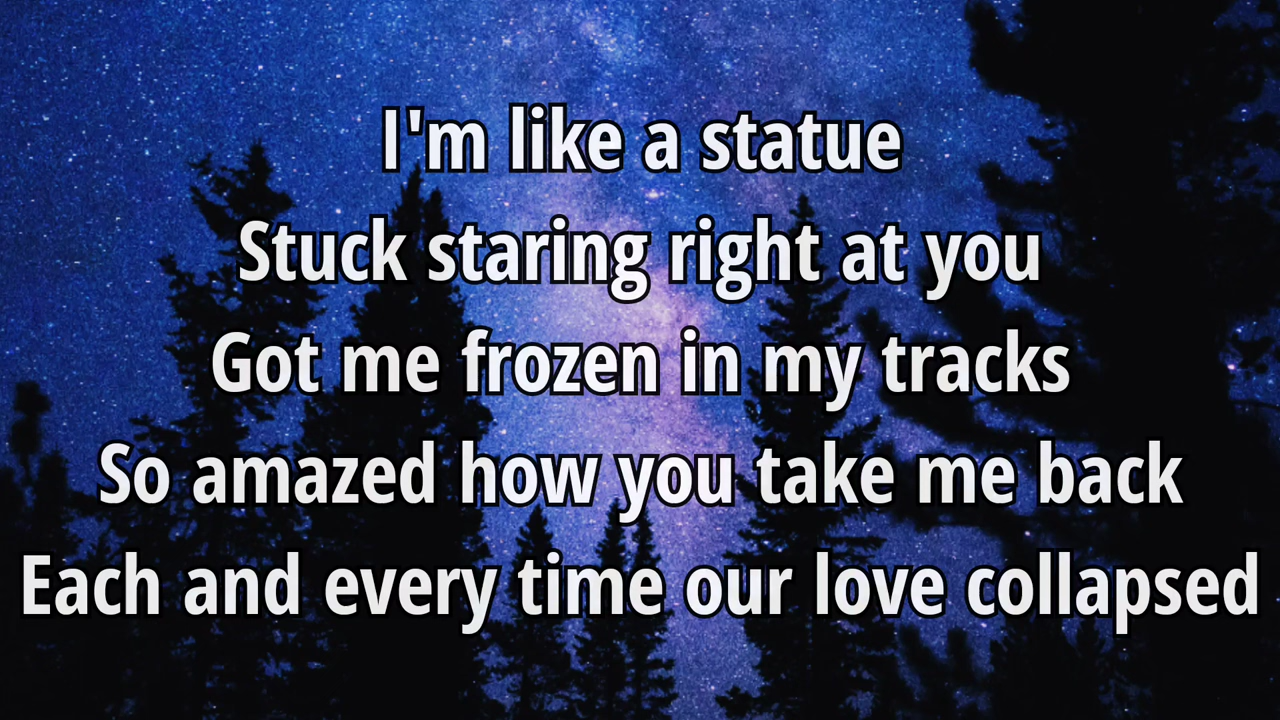 I'm like a statue
Stuck staring right at you
Got me frozen in my tracks
So amazed how you take me back
Each and every time our love collapsed